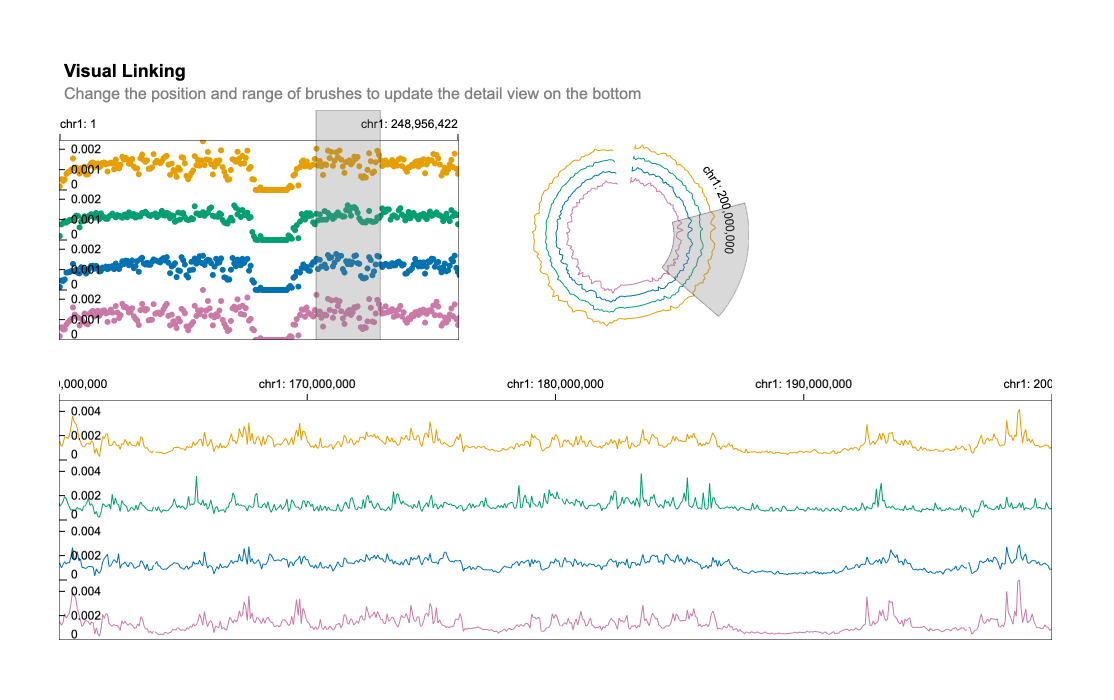 Visual Linking
Change the position and range of brushes to update the detail view on the bottom
chr1: 1
chr1: 248,956,422
0.002
0.001
0
0.002
0.001
0
0.002
0.001
0
0.002
0.001
0
chr1: 200,000,000
0,000,000
chr1: 170,000,000
chr1: 180,000,000
chr1: 190,000,000
chr1: 200
0.004
0.002
0
0.004
0.002
0
0.004
0.002
0
0.004
0.002
0